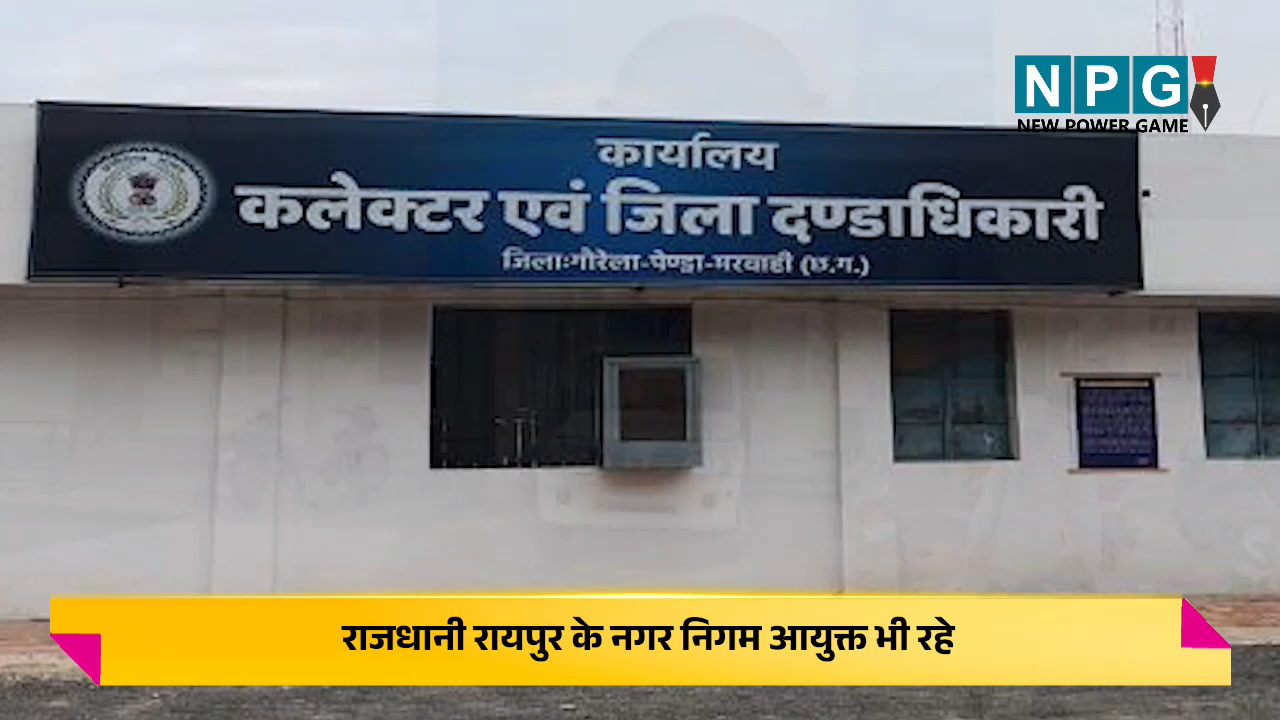 NPG
NEW POWER GAME
कार्यालय
कलेक्टर एवं जिला दण्डाधिकारी
जिला:गौरेला-पेण्ड्रा-मरवाही (छ.ग.)
राजधानी रायपुर के नगर निगम आयुक्त भी रहे